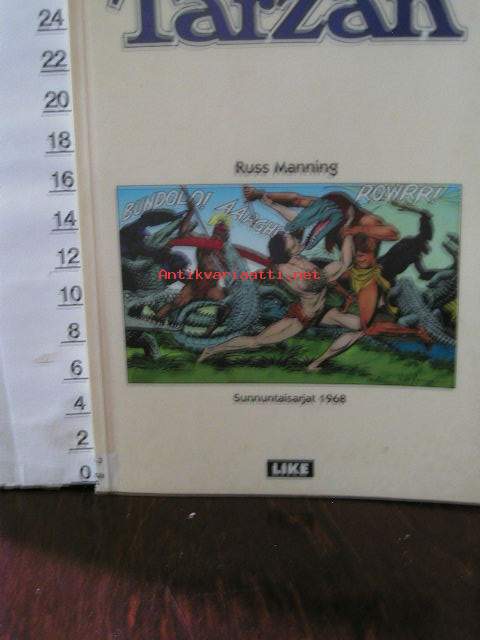 24
22
20
18
16
14
12
10
8
6
4
2
0
Tarzan
Russ Manning
BUNDOLO!
AARGH!
ROWRR!
Antikvariaatti.net
Sunnuntaisarjat 1968
LIKE